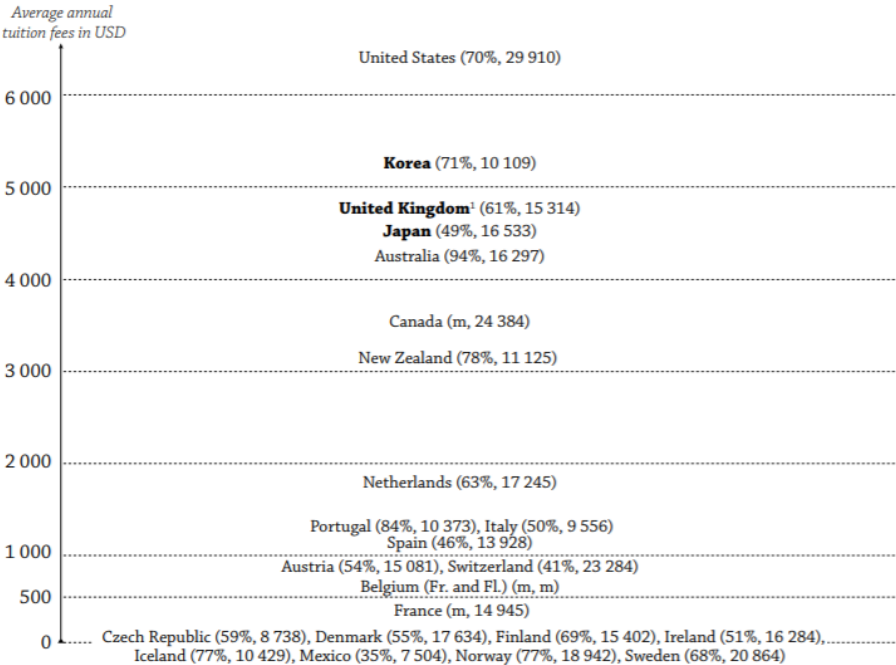 Average annual
tuition fees in USD
United States (70%, 29 910)
6 000
Korea (71%, 10 109)
5 000
United Kingdom¹ (61%, 15 314)
Japan (49%, 16 533)
Australia (94%, 16 297)
4 000
Canada (m, 24 384)
New Zealand (78%, 11 125)
3 000
2 000
Netherlands (63%, 17 245)
Portugal (84%, 10 373), Italy (50%, 9 556)
Spain (46%, 13 928)
1 000
Austria (54%, 15 081), Switzerland (41%, 23 284)
Belgium (Fr. and Fl.) (m, m)
500
France (m, 14 945)
0
Czech Republic (59%, 8 738), Denmark (55%, 17 634), Finland (69%, 15 402), Ireland (51%, 16 284),
Iceland (77%, 10 429), Mexico (35%, 7 504), Norway (77%, 18 942), Sweden (68%, 20 864)